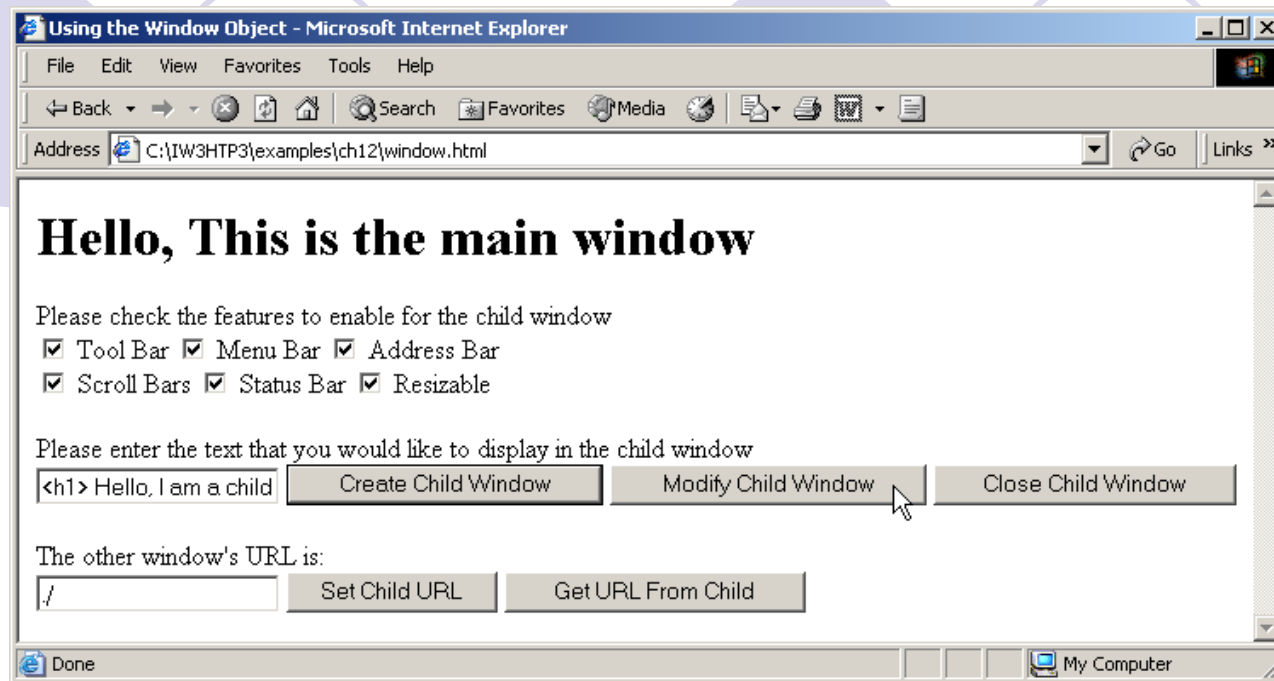 Using the Window Object - Microsoft Internet Explorer
File Edit View Favorites Tools Help
Back Search Favorites Media
Address C:\IW3HTP3\examples\ch12\window.html Go Links »
Hello, This is the main window
Please check the features to enable for the child window
Tool Bar Menu Bar Address Bar
Scroll Bars Status Bar Resizable
Please enter the text that you would like to display in the child window
<h1> Hello, I am a child Create Child Window Modify Child Window Close Child Window
The other window's URL is:
./ Set Child URL Get URL From Child
Done My Computer